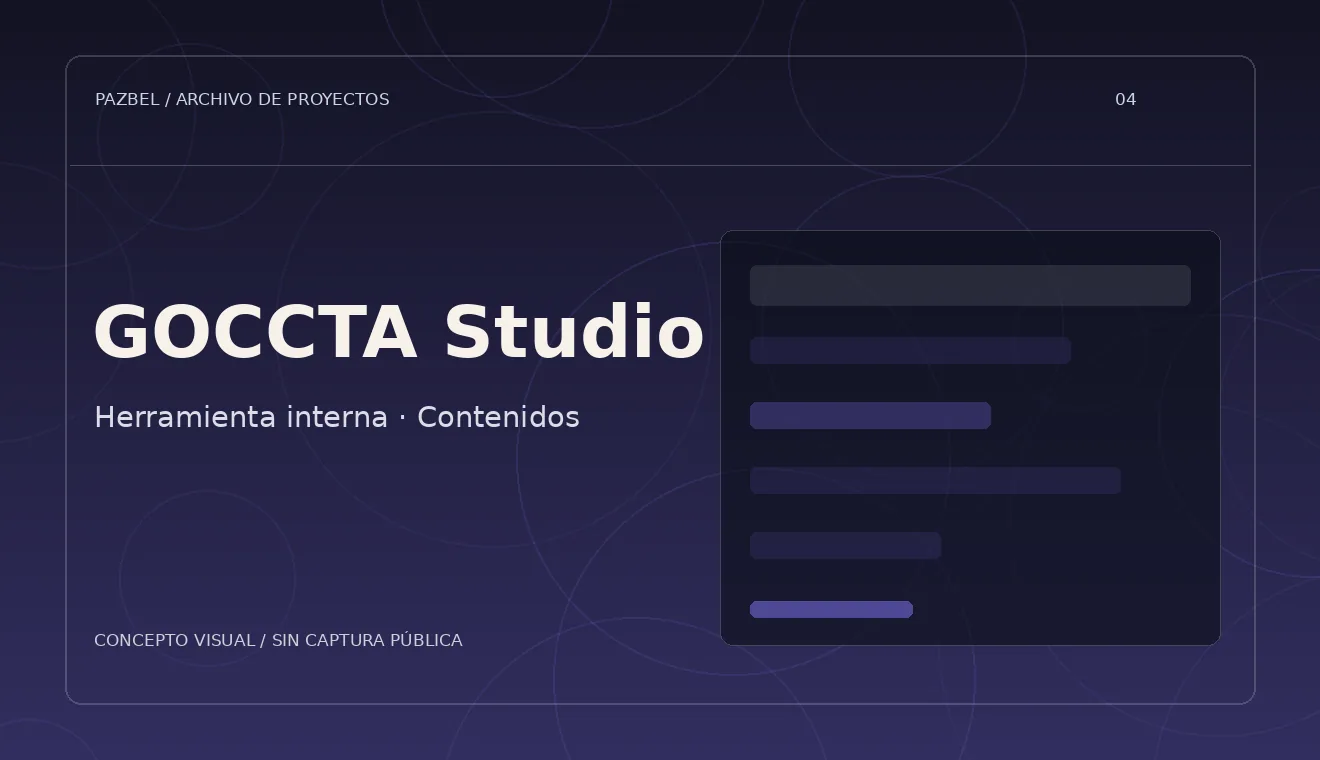 PAZBEL / ARCHIVO DE PROYECTOS
04
GOCCTA Studio
Herramienta interna · Contenidos
CONCEPTO VISUAL / SIN CAPTURA PÚBLICA